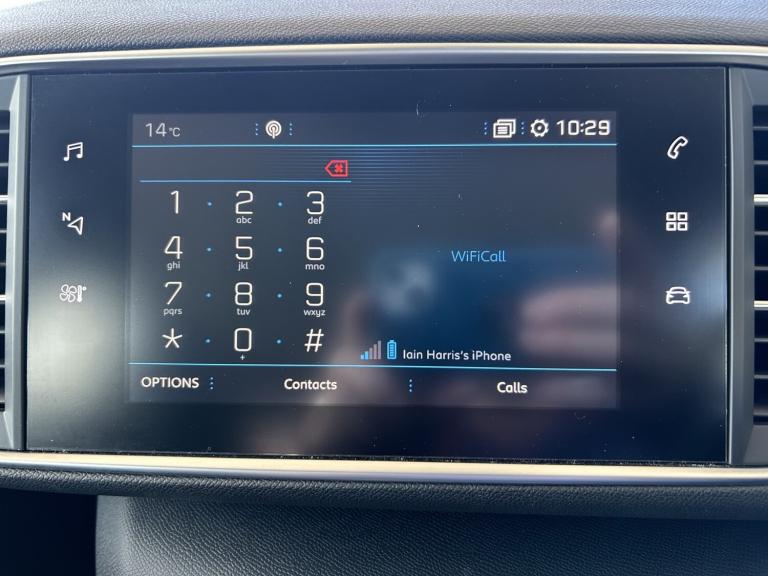 14°C
10:29
1 2 abc 3 def
4 ghi 5 jkl 6 mno
WiFiCall
7 pqrs 8 tuv 9 wxyz
* 0 + #
Iain Harris's iPhone
OPTIONS Contacts Calls
N